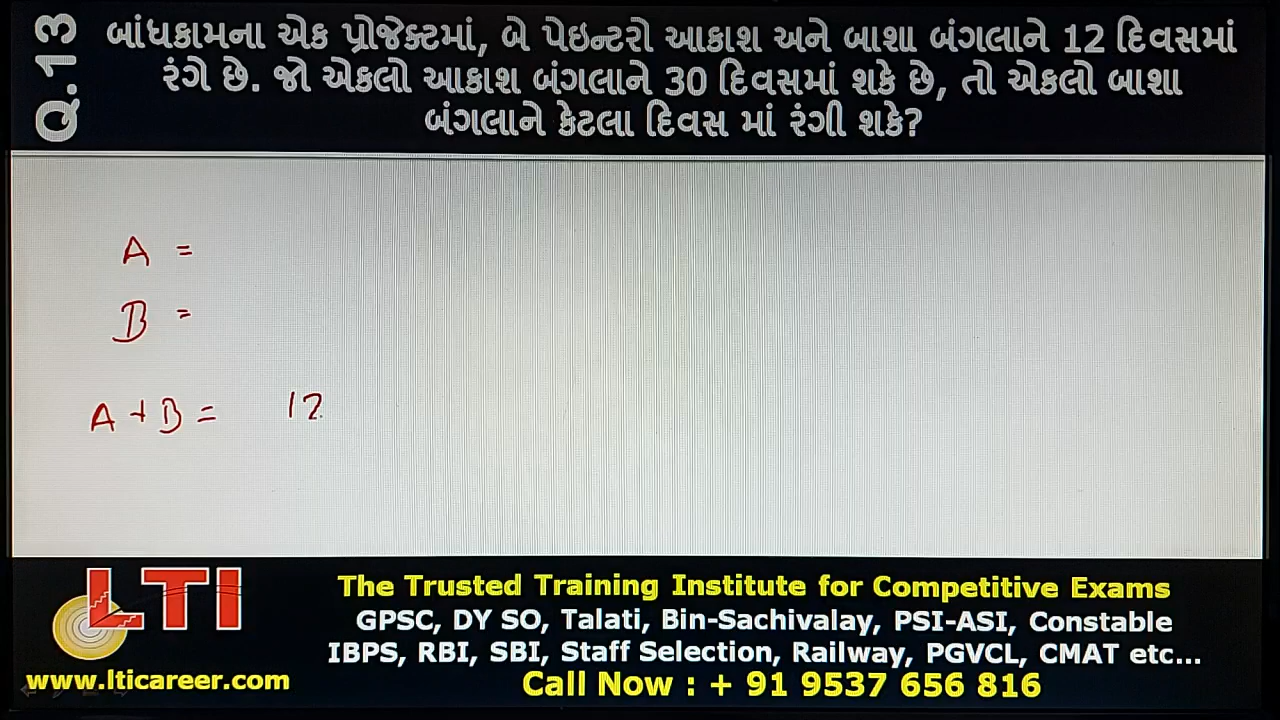 Q.13
બાંધકામના એક પ્રોજેક્ટમાં, બે પેઇન્ટરો આકાશ અને બાશા બંગલાને 12 દિવસમાં
રંગે છે. જો એકલો આકાશ બંગલાને 30 દિવસમાં શકે છે, તો એકલો બાશા
બંગલાને કેટલા દિવસ માં રંગી શકે?
A =
B =
A + B = 12
LTI
www.lticareer.com
The Trusted Training Institute for Competitive Exams
GPSC, DY SO, Talati, Bin-Sachivalay, PSI-ASI, Constable
IBPS, RBI, SBI, Staff Selection, Railway, PGVCL, CMAT etc...
Call Now : + 91 9537 656 816